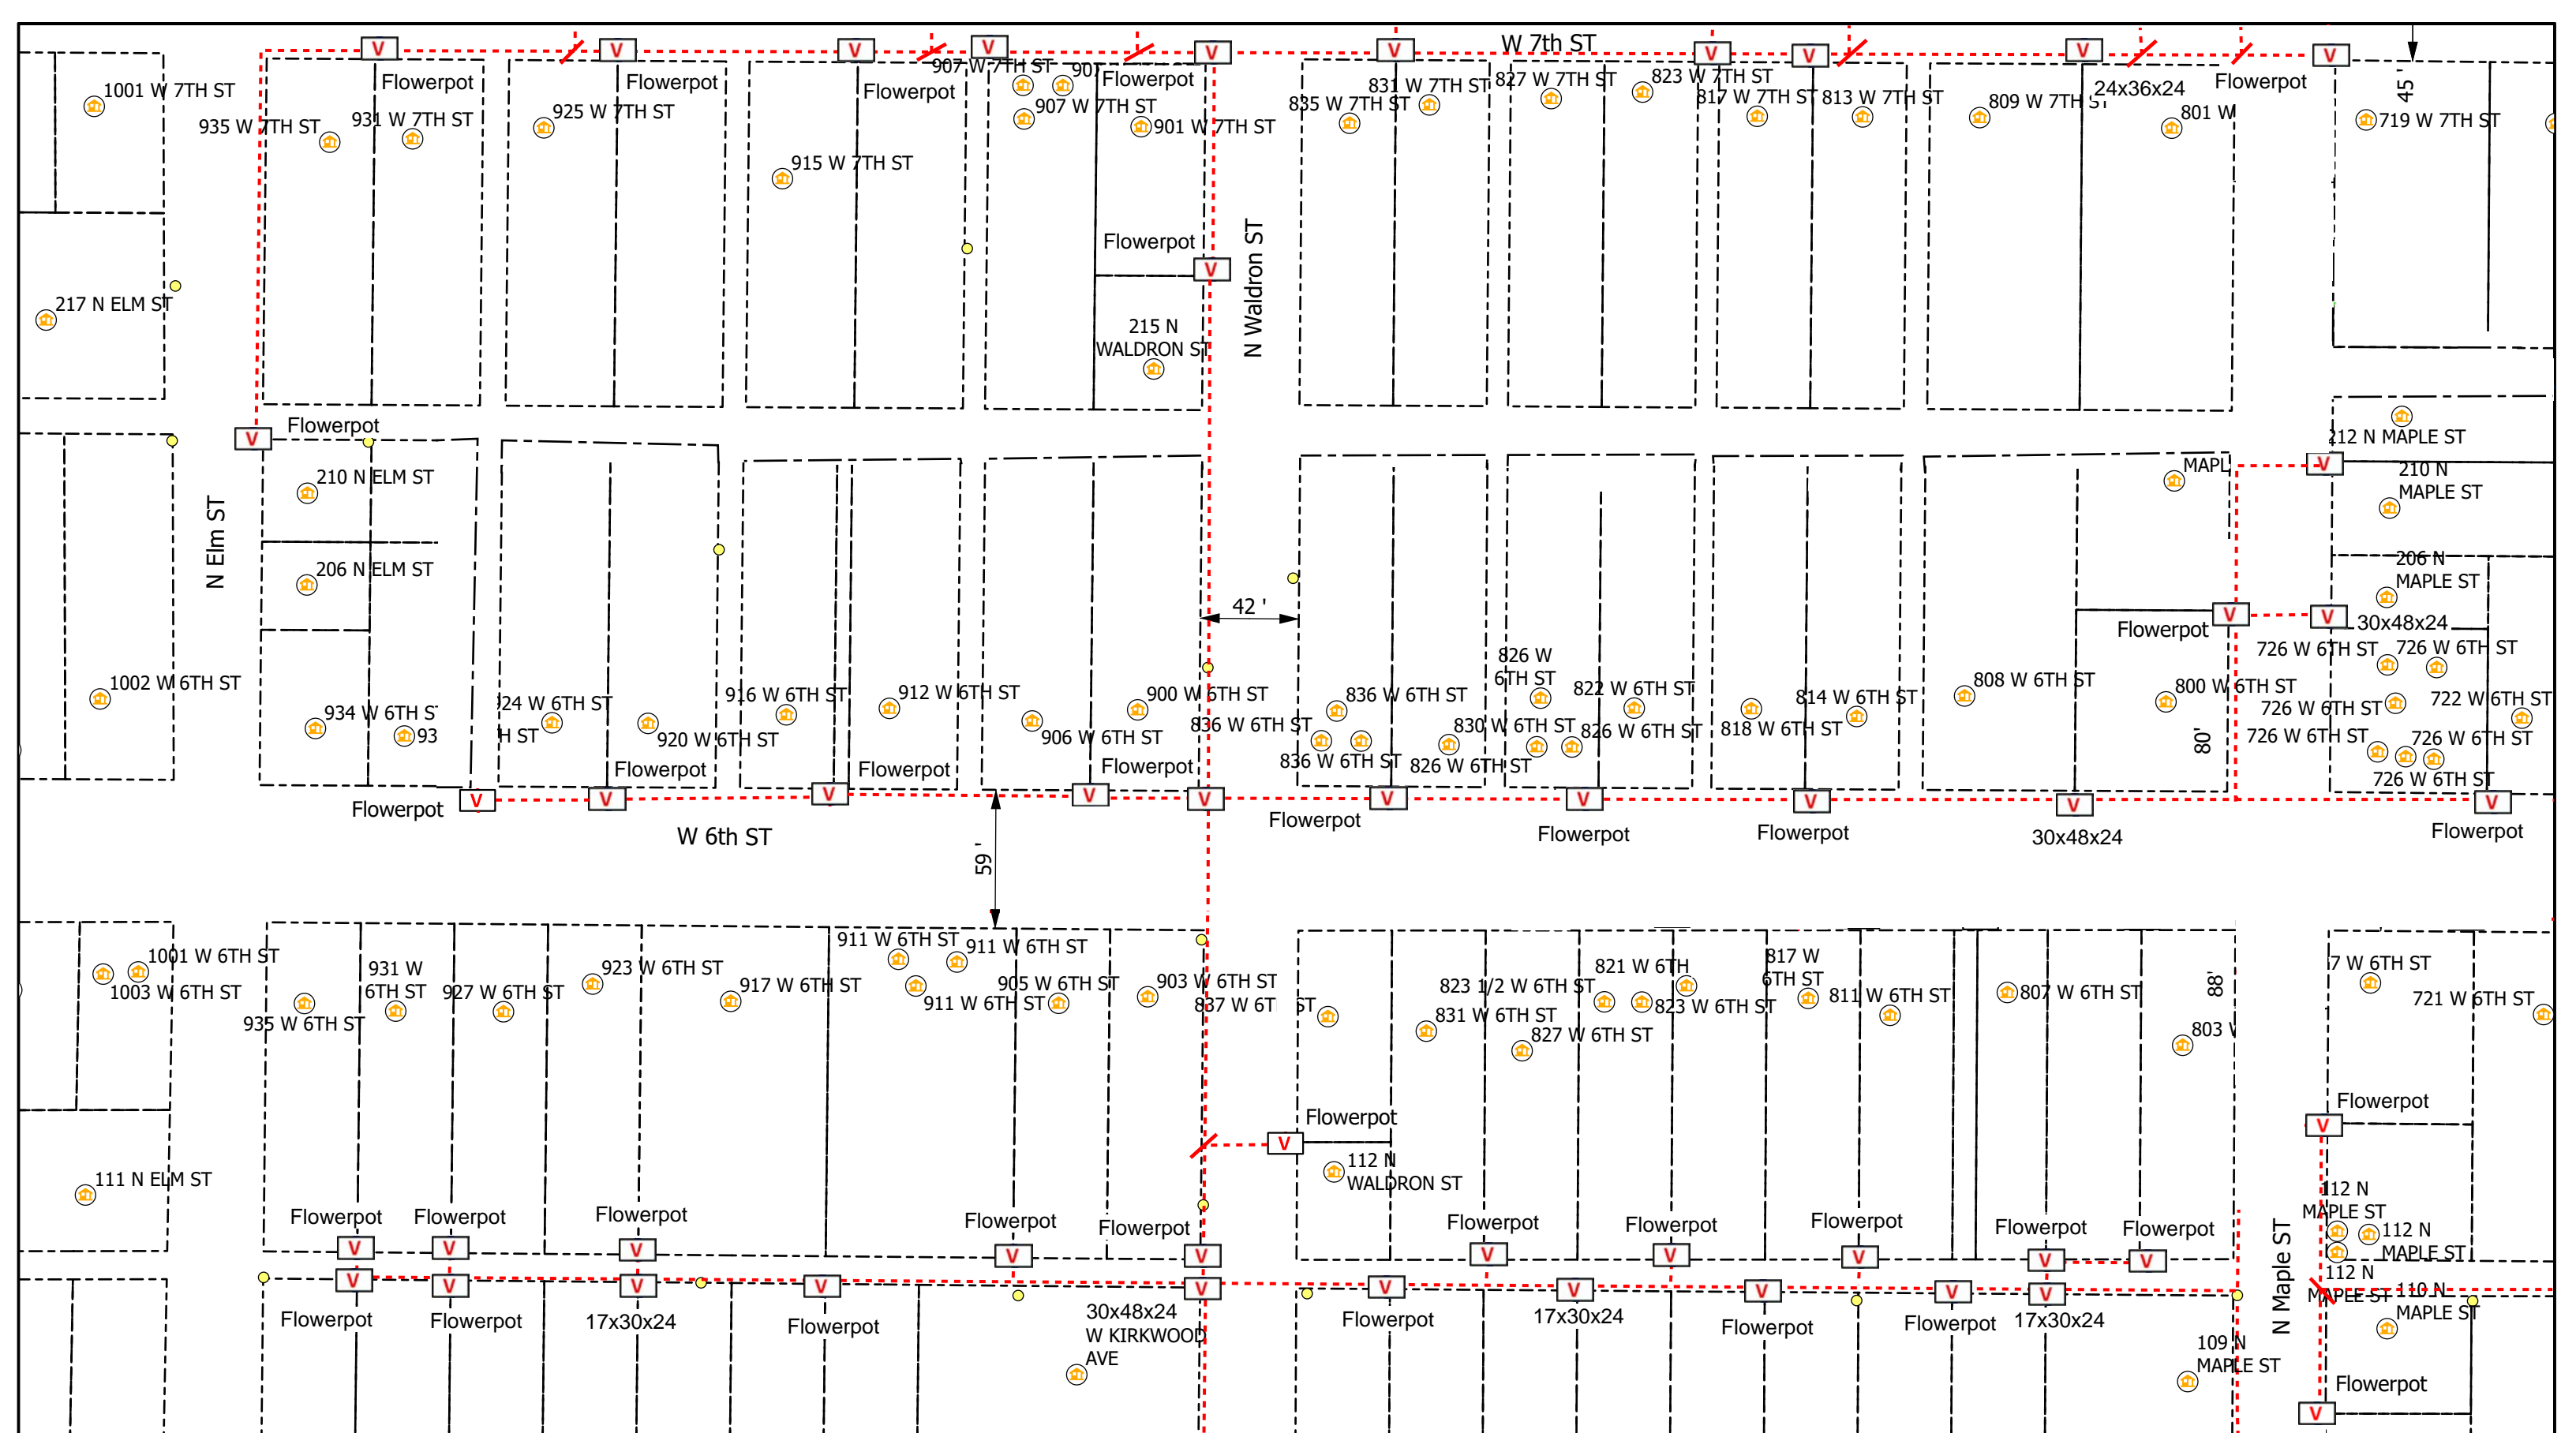 W 7th ST
907 W 7TH ST
Flowerpot
Flowerpot
Flowerpot
Flowerpot
1001 W 7TH ST
935 W 7TH ST
931 W 7TH ST
925 W 7TH ST
907 W 7TH ST
901 W 7TH ST
835 W 7TH ST
831 W 7TH ST
827 W 7TH ST
823 W 7TH ST
817 W 7TH ST
813 W 7TH ST
809 W 7TH ST
24x36x24
801 W
Flowerpot
45 '
719 W 7TH ST
915 W 7TH ST
Flowerpot
N Waldron ST
217 N ELM ST
215 N
WALDRON ST
Flowerpot
210 N ELM ST
N Elm ST
206 N ELM ST
212 N MAPLE ST
MAPL
210 N
MAPLE ST
206 N
MAPLE ST
42 '
Flowerpot
30x48x24
726 W 6TH ST
726 W 6TH ST
726 W 6TH ST
722 W 6TH ST
726 W 6TH ST
726 W 6TH ST
726 W 6TH ST
1002 W 6TH ST
934 W 6TH ST
93
24 W 6TH ST
H ST
920 W 6TH ST
916 W 6TH ST
912 W 6TH ST
906 W 6TH ST
900 W 6TH ST
836 W 6TH ST
836 W 6TH ST
836 W 6TH ST
826 W
6TH ST
830 W 6TH ST
826 W 6TH ST
826 W 6TH ST
822 W 6TH ST
818 W 6TH ST
814 W 6TH ST
808 W 6TH ST
800 W 6TH ST
80'
Flowerpot
Flowerpot
Flowerpot
Flowerpot
W 6th ST
59 '
Flowerpot
Flowerpot
Flowerpot
30x48x24
Flowerpot
1001 W 6TH ST
1003 W 6TH ST
935 W 6TH ST
931 W
6TH ST
927 W 6TH ST
923 W 6TH ST
917 W 6TH ST
911 W 6TH ST
911 W 6TH ST
911 W 6TH ST
905 W 6TH ST
903 W 6TH ST
837 W 6T
ST
831 W 6TH ST
823 1/2 W 6TH ST
827 W 6TH ST
821 W 6TH
823 W 6TH ST
817 W
6TH ST
811 W 6TH ST
807 W 6TH ST
88'
803
7 W 6TH ST
721 W 6TH ST
Flowerpot
Flowerpot
112 N
WALDRON ST
111 N ELM ST
Flowerpot
Flowerpot
Flowerpot
Flowerpot
Flowerpot
Flowerpot
Flowerpot
Flowerpot
Flowerpot
Flowerpot
N Maple ST
112 N
MAPLE ST
112 N
MAPLE ST
112 N
MAPLE ST
110 N
MAPLE ST
Flowerpot
Flowerpot
17x30x24
Flowerpot
30x48x24
W KIRKWOOD
AVE
Flowerpot
17x30x24
Flowerpot
Flowerpot
17x30x24
109 N
MAPLE ST
Flowerpot